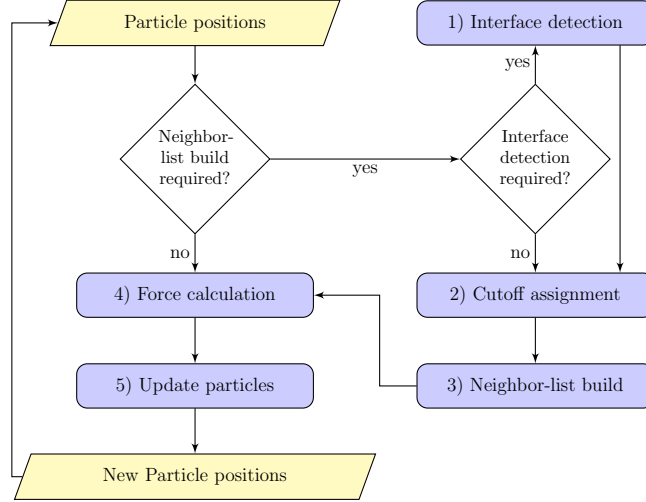 Particle positions
1) Interface detection
yes
Neighbor-
list build
required?
Interface
detection
required?
yes
no
no
4) Force calculation
2) Cutoff assignment
5) Update particles
3) Neighbor-list build
New Particle positions